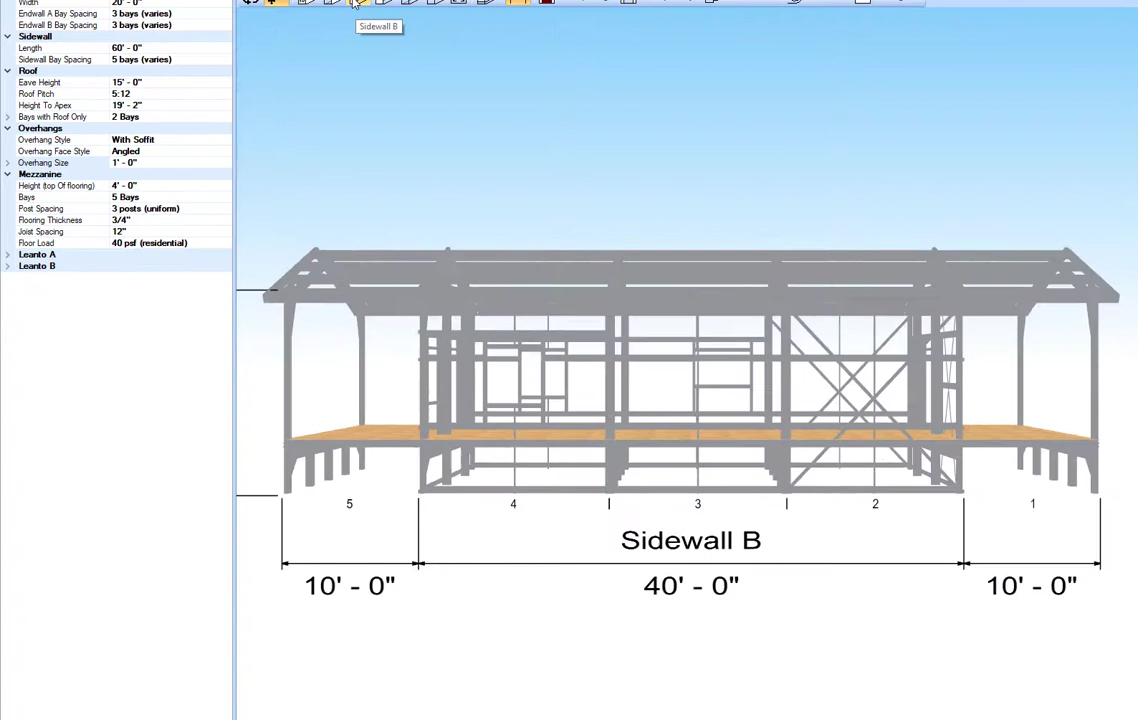 Width 20' - 0"
Endwall A Bay Spacing 3 bays (varies)
Endwall B Bay Spacing 3 bays (varies)
Sidewall
Length 60' - 0"
Sidewall Bay Spacing 5 bays (varies)
Roof
Eave Height 15' - 0"
Roof Pitch 5:12
Height To Apex 19' - 2"
Bays with Roof Only 2 Bays
Overhangs
Overhang Style With Soffit
Overhang Face Style Angled
Overhang Size 1' - 0"
Mezzanine
Height (top Of flooring) 4' - 0"
Bays 5 Bays
Post Spacing 3 posts (uniform)
Flooring Thickness 3/4"
Joist Spacing 12"
Floor Load 40 psf (residential)
Leanto A
Leanto B
Sidewall B
5 4 3 2 1
Sidewall B
10' - 0" 40' - 0" 10' - 0"